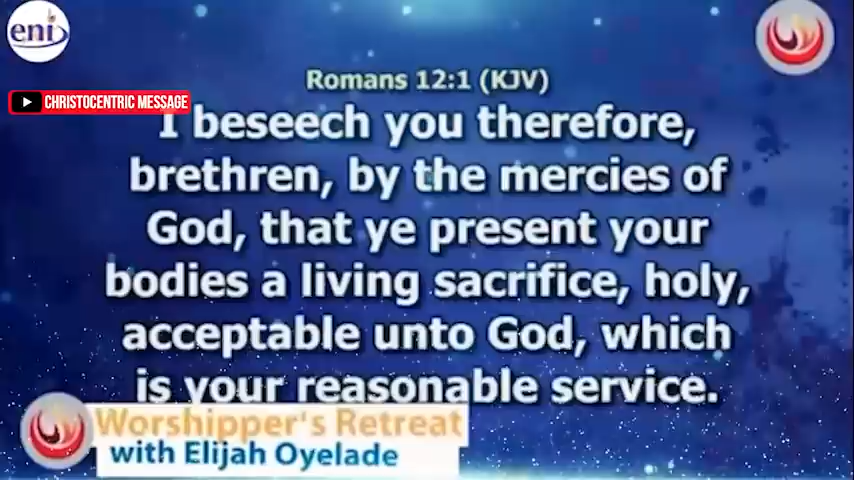 eni
Romans 12:1 (KJV)
CHRISTOCENTRIC MESSAGE
I beseech you therefore,
brethren, by the mercies of
God, that ye present your
bodies a living sacrifice, holy,
acceptable unto God, which
is your reasonable service.
Worshipper's Retreat
with Elijah Oyelade